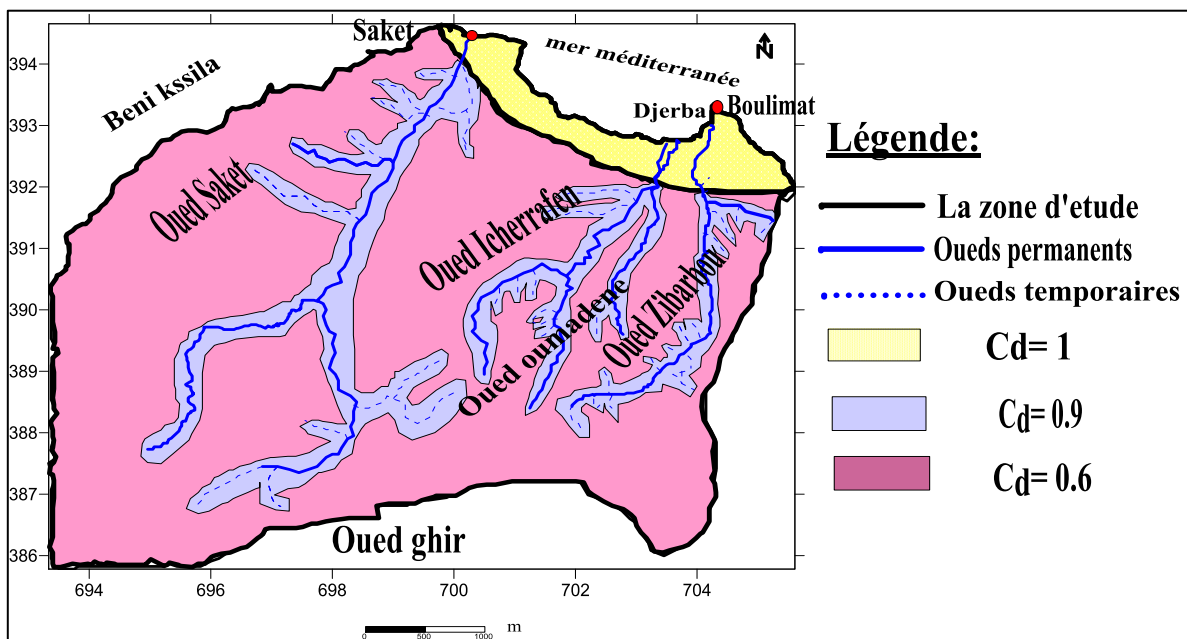 Saket
mer méditerranée
N
Beni kssila
Djerba
Boulimat
Oued Saket
Oued Icherrafen
Oued oumadene
Oued Zibarbou
Oued ghir
394
393
392
391
390
389
388
387
386
694
696
698
700
702
704
0 500 1000 m
Légende:
La zone d'etude
Oueds permanents
Oueds temporaires
Cd= 1
Cd= 0.9
Cd= 0.6